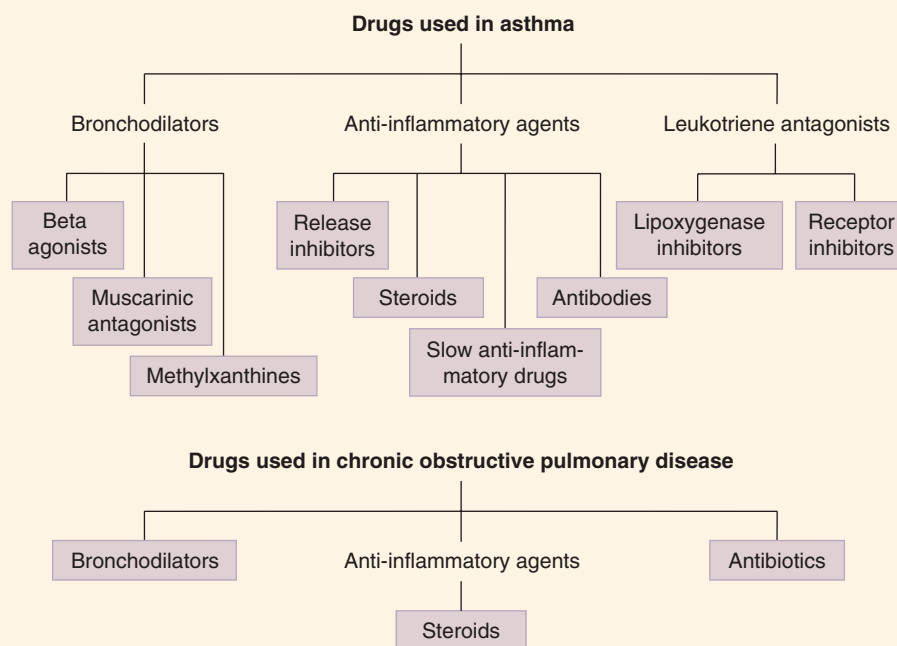 Drugs used in asthma
Bronchodilators
Anti-inflammatory agents
Leukotriene antagonists
Beta
agonists
Muscarinic
antagonists
Methylxanthines
Release
inhibitors
Steroids
Slow anti-inflam-
matory drugs
Antibodies
Lipoxygenase
inhibitors
Receptor
inhibitors
Drugs used in chronic obstructive pulmonary disease
Bronchodilators
Anti-inflammatory agents
Antibiotics
Steroids